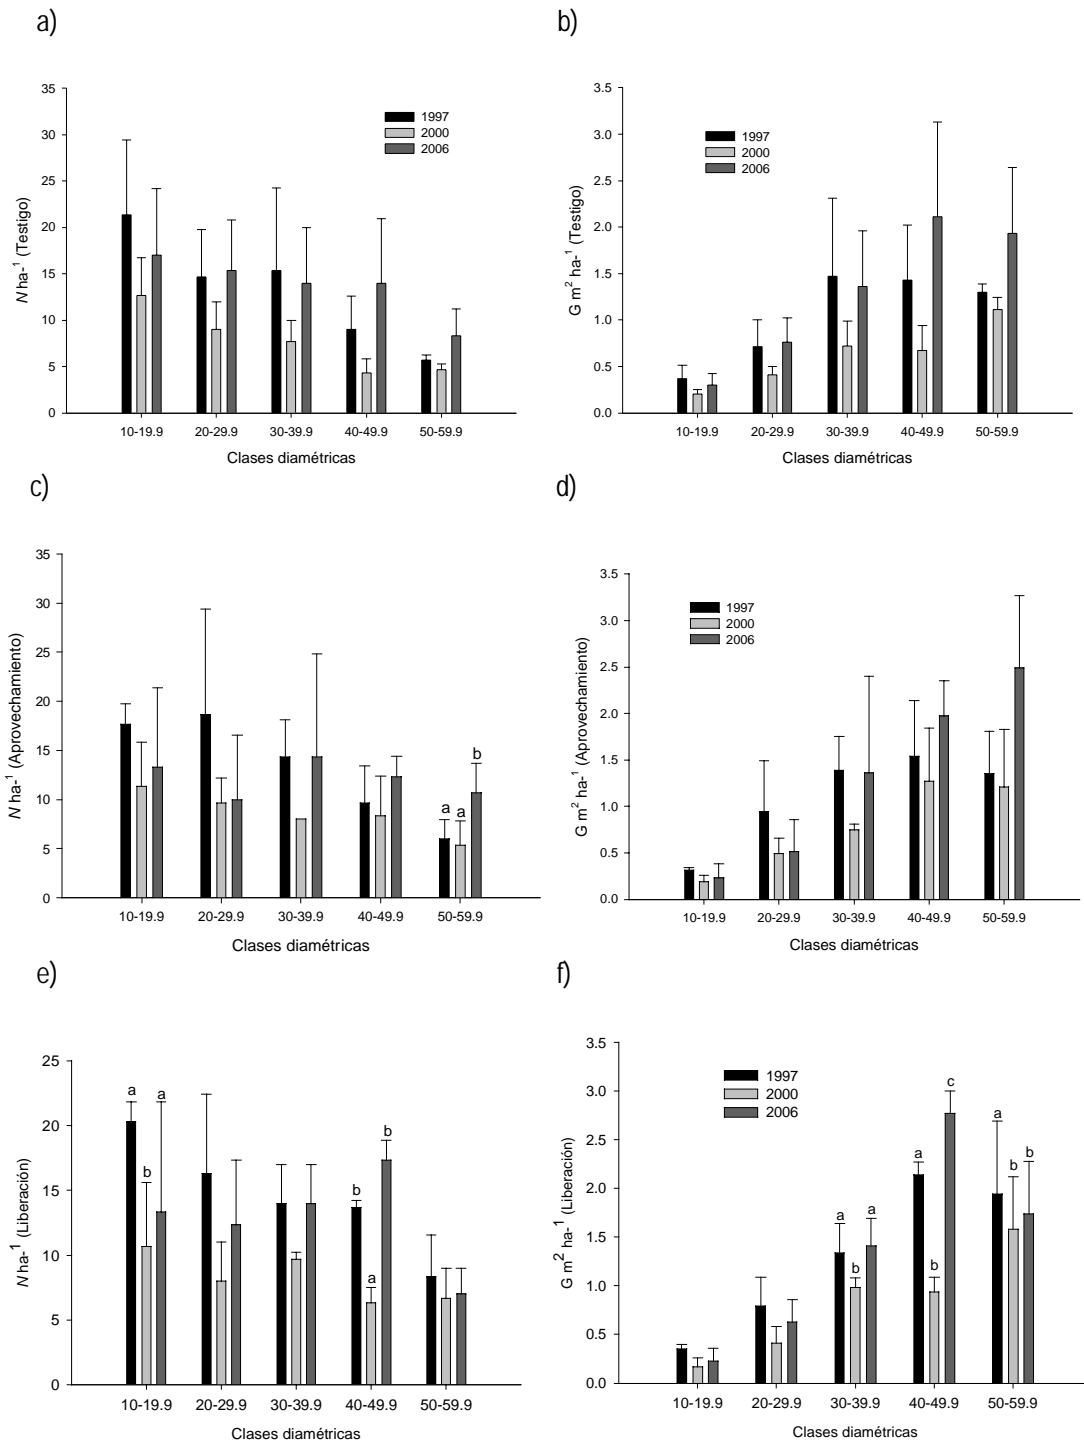 a)
35
30
25
20
15
10
5
0
N ha-¹ (Testigo)
1997
2000
2006
10-19.9 20-29.9 30-39.9 40-49.9 50-59.9
Clases diamétricas
b)
3.5
3.0
2.5
2.0
1.5
1.0
0.5
0.0
G m² ha-¹ (Testigo)
1997
2000
2006
10-19.9 20-29.9 30-39.9 40-49.9 50-59.9
Clases diamétricas
c)
35
30
25
20
15
10
5
0
N ha-¹ (Aprovechamiento)
a a b
10-19.9 20-29.9 30-39.9 40-49.9 50-59.9
Clases diamétricas
d)
3.5
3.0
2.5
2.0
1.5
1.0
0.5
0.0
G m² ha-¹ (Aprovechamiento)
1997
2000
2006
10-19.9 20-29.9 30-39.9 40-49.9 50-59.9
Clases diamétricas
e)
25
20
15
10
5
0
N ha-¹ (Liberación)
a b a b a b
10-19.9 20-29.9 30-39.9 40-49.9 50-59.9
Clases diamétricas
f)
3.5
3.0
2.5
2.0
1.5
1.0
0.5
0.0
G m² ha-¹ (Liberación)
1997
2000
2006
a b a a b c a b b
10-19.9 20-29.9 30-39.9 40-49.9 50-59.9
Clases diamétricas